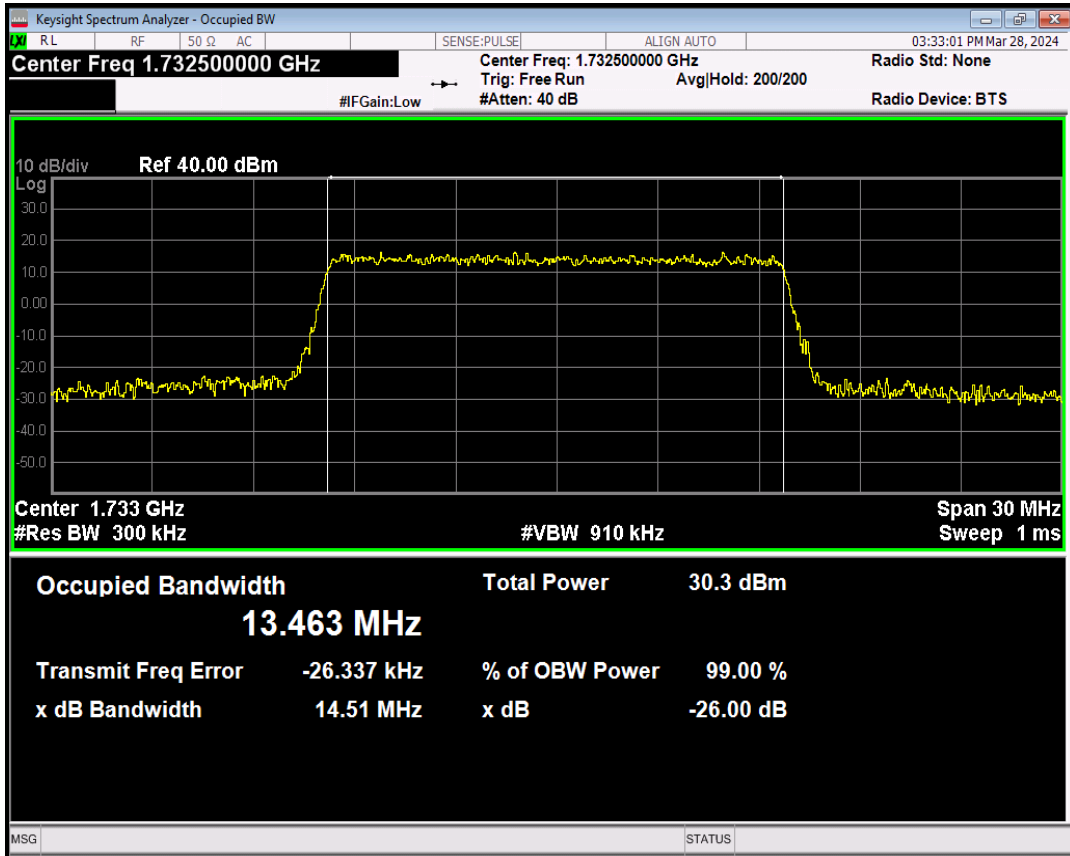 Keysight Spectrum Analyzer - Occupied BW
LXI RL RF 50 Ω AC SENSE:PULSE ALIGN AUTO 03:33:01 PM Mar 28, 2024
Center Freq 1.732500000 GHz Center Freq: 1.732500000 GHz Radio Std: None
Trig: Free Run Avg|Hold: 200/200
#IFGain:Low #Atten: 40 dB Radio Device: BTS
10 dB/div Ref 40.00 dBm
Log
30.0
20.0
10.0
0.00
-10.0
-20.0
-30.0
-40.0
-50.0
Center 1.733 GHz Span 30 MHz
#Res BW 300 kHz #VBW 910 kHz Sweep 1 ms
Occupied Bandwidth Total Power 30.3 dBm
13.463 MHz
Transmit Freq Error -26.337 kHz % of OBW Power 99.00 %
x dB Bandwidth 14.51 MHz x dB -26.00 dB
MSG STATUS